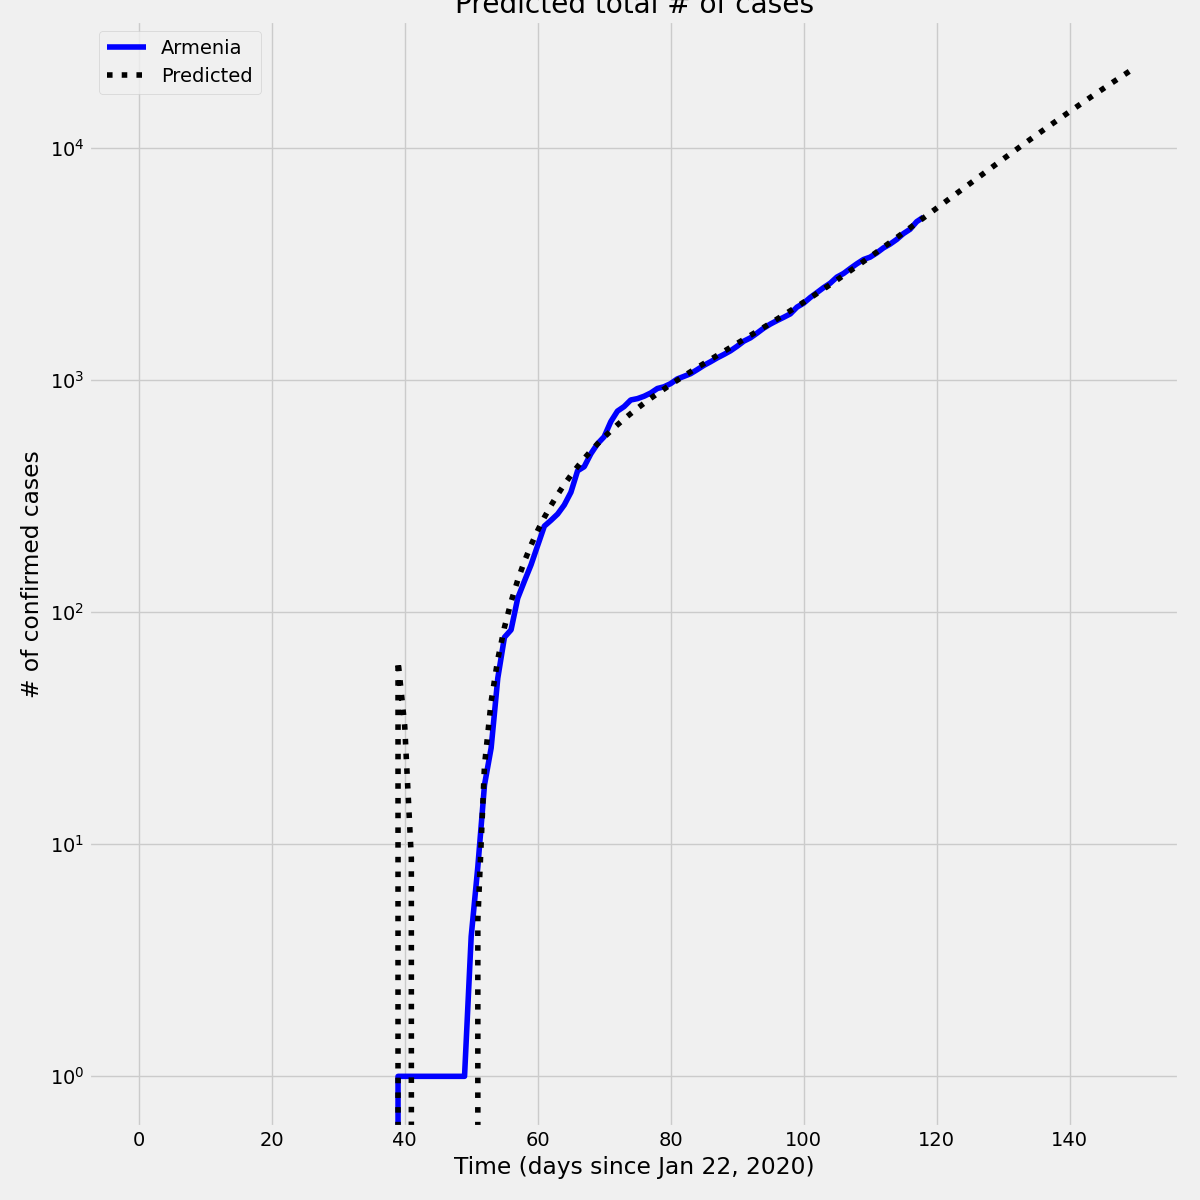 Predicted total # of cases
Armenia
Predicted
# of confirmed cases
10⁴
10³
10²
10¹
10⁰
0 20 40 60 80 100 120 140
Time (days since Jan 22, 2020)